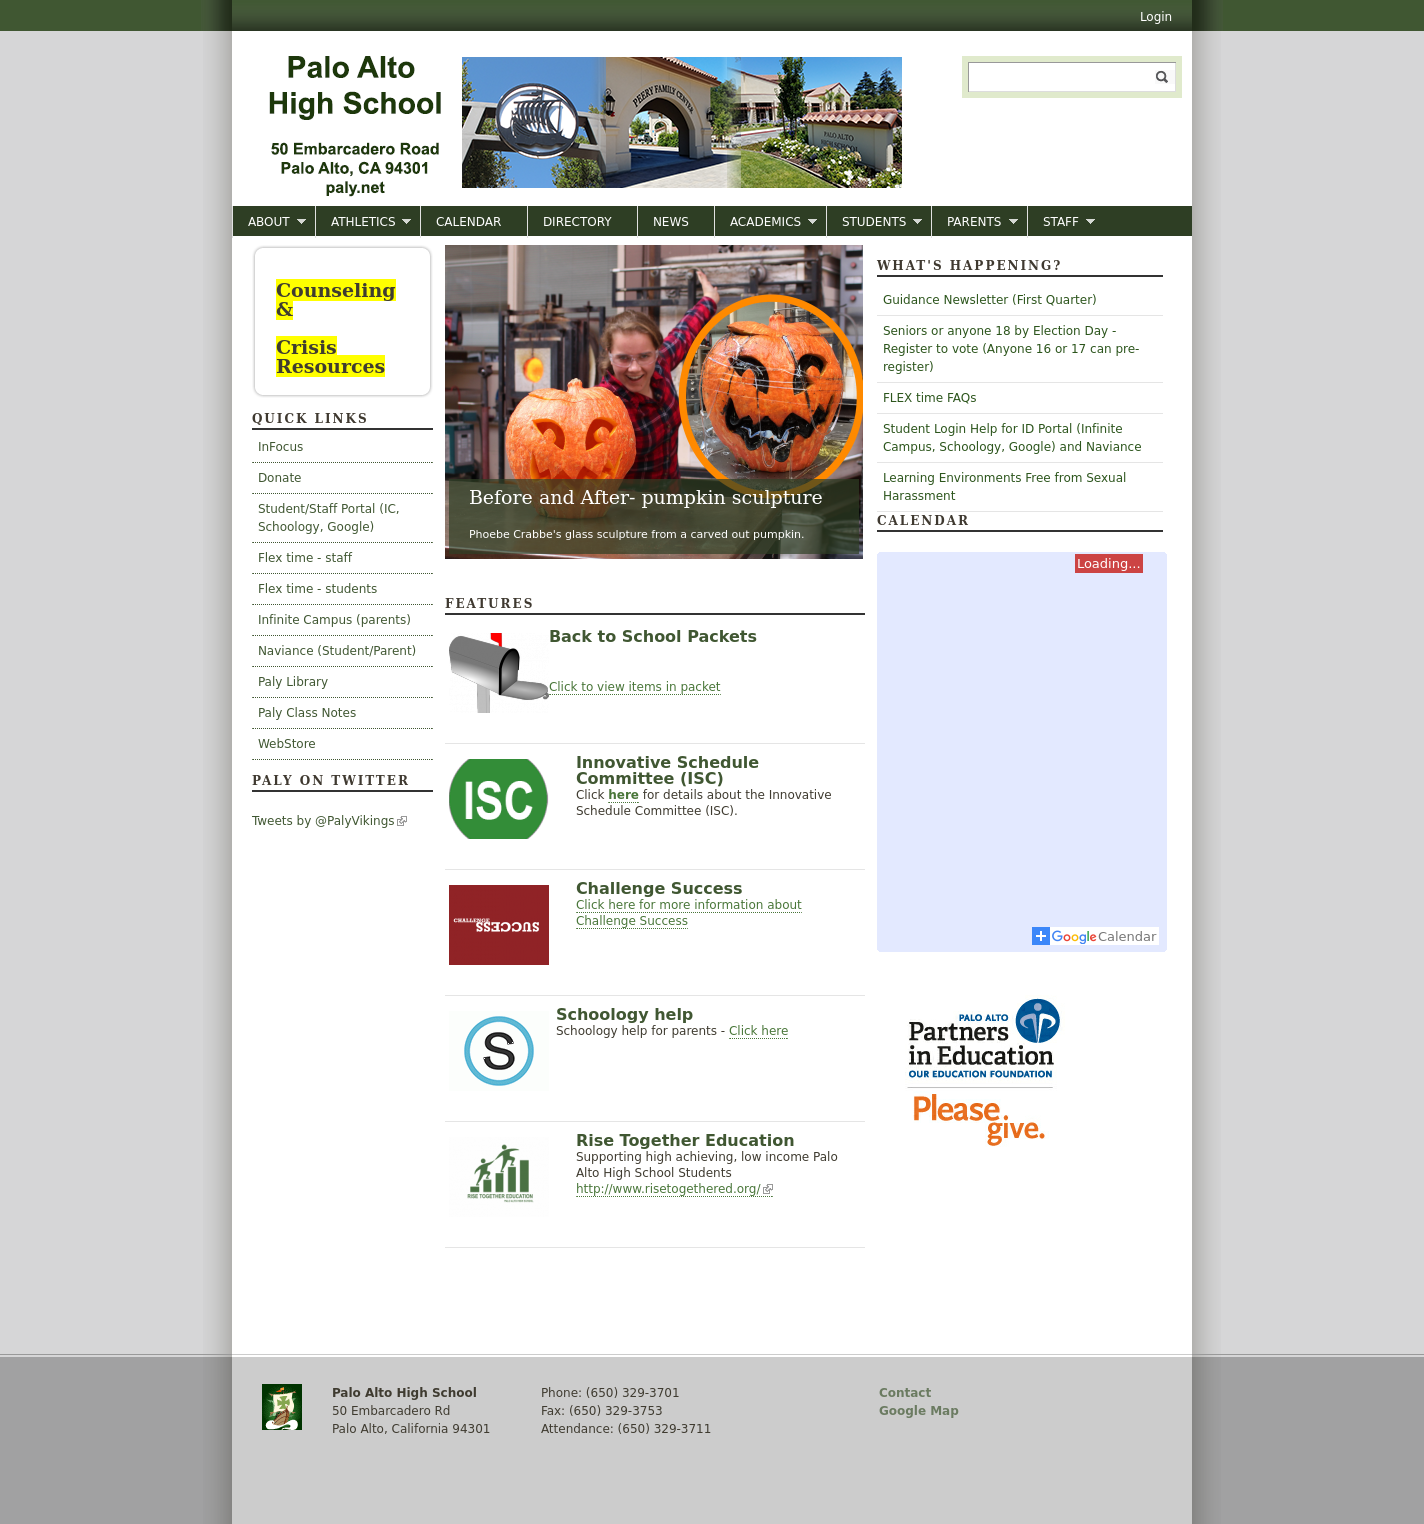 Login
Palo Alto
High School
50 Embarcadero Road
Palo Alto, CA 94301
paly.net
PEERY FAMILY CENTER
PALO ALTO
HIGH SCHOOL
ABOUT ATHLETICS CALENDAR DIRECTORY NEWS ACADEMICS STUDENTS PARENTS STAFF
Counseling
&
Crisis
Resources
QUICK LINKS
InFocus
Donate
Student/Staff Portal (IC,
Schoology, Google)
Flex time - staff
Flex time - students
Infinite Campus (parents)
Naviance (Student/Parent)
Paly Library
Paly Class Notes
WebStore
PALY ON TWITTER
Tweets by @PalyVikings
Before and After- pumpkin sculpture
Phoebe Crabbe's glass sculpture from a carved out pumpkin.
FEATURES
Back to School Packets
Click to view items in packet
ISC
Innovative Schedule
Committee (ISC)
Click here for details about the Innovative
Schedule Committee (ISC).
CHALLENGE
SUCCESS
Challenge Success
Click here for more information about
Challenge Success
S
Schoology help
Schoology help for parents - Click here
RISE TOGETHER EDUCATION
Rise Together Education
Supporting high achieving, low income Palo
Alto High School Students
http://www.risetogethered.org/
WHAT'S HAPPENING?
Guidance Newsletter (First Quarter)
Seniors or anyone 18 by Election Day -
Register to vote (Anyone 16 or 17 can pre-
register)
FLEX time FAQs
Student Login Help for ID Portal (Infinite
Campus, Schoology, Google) and Naviance
Learning Environments Free from Sexual
Harassment
CALENDAR
Loading...
Google Calendar
PALO ALTO
Partners
in Education
OUR EDUCATION FOUNDATION
Please
give.
Palo Alto High School
50 Embarcadero Rd
Palo Alto, California 94301
Phone: (650) 329-3701
Fax: (650) 329-3753
Attendance: (650) 329-3711
Contact
Google Map